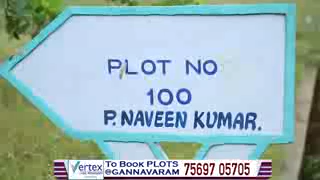 PLOT NO
100
P. NAVEEN KUMAR.
Vertex
To Book PLOTS
@GANNAVARAM
75697 05705